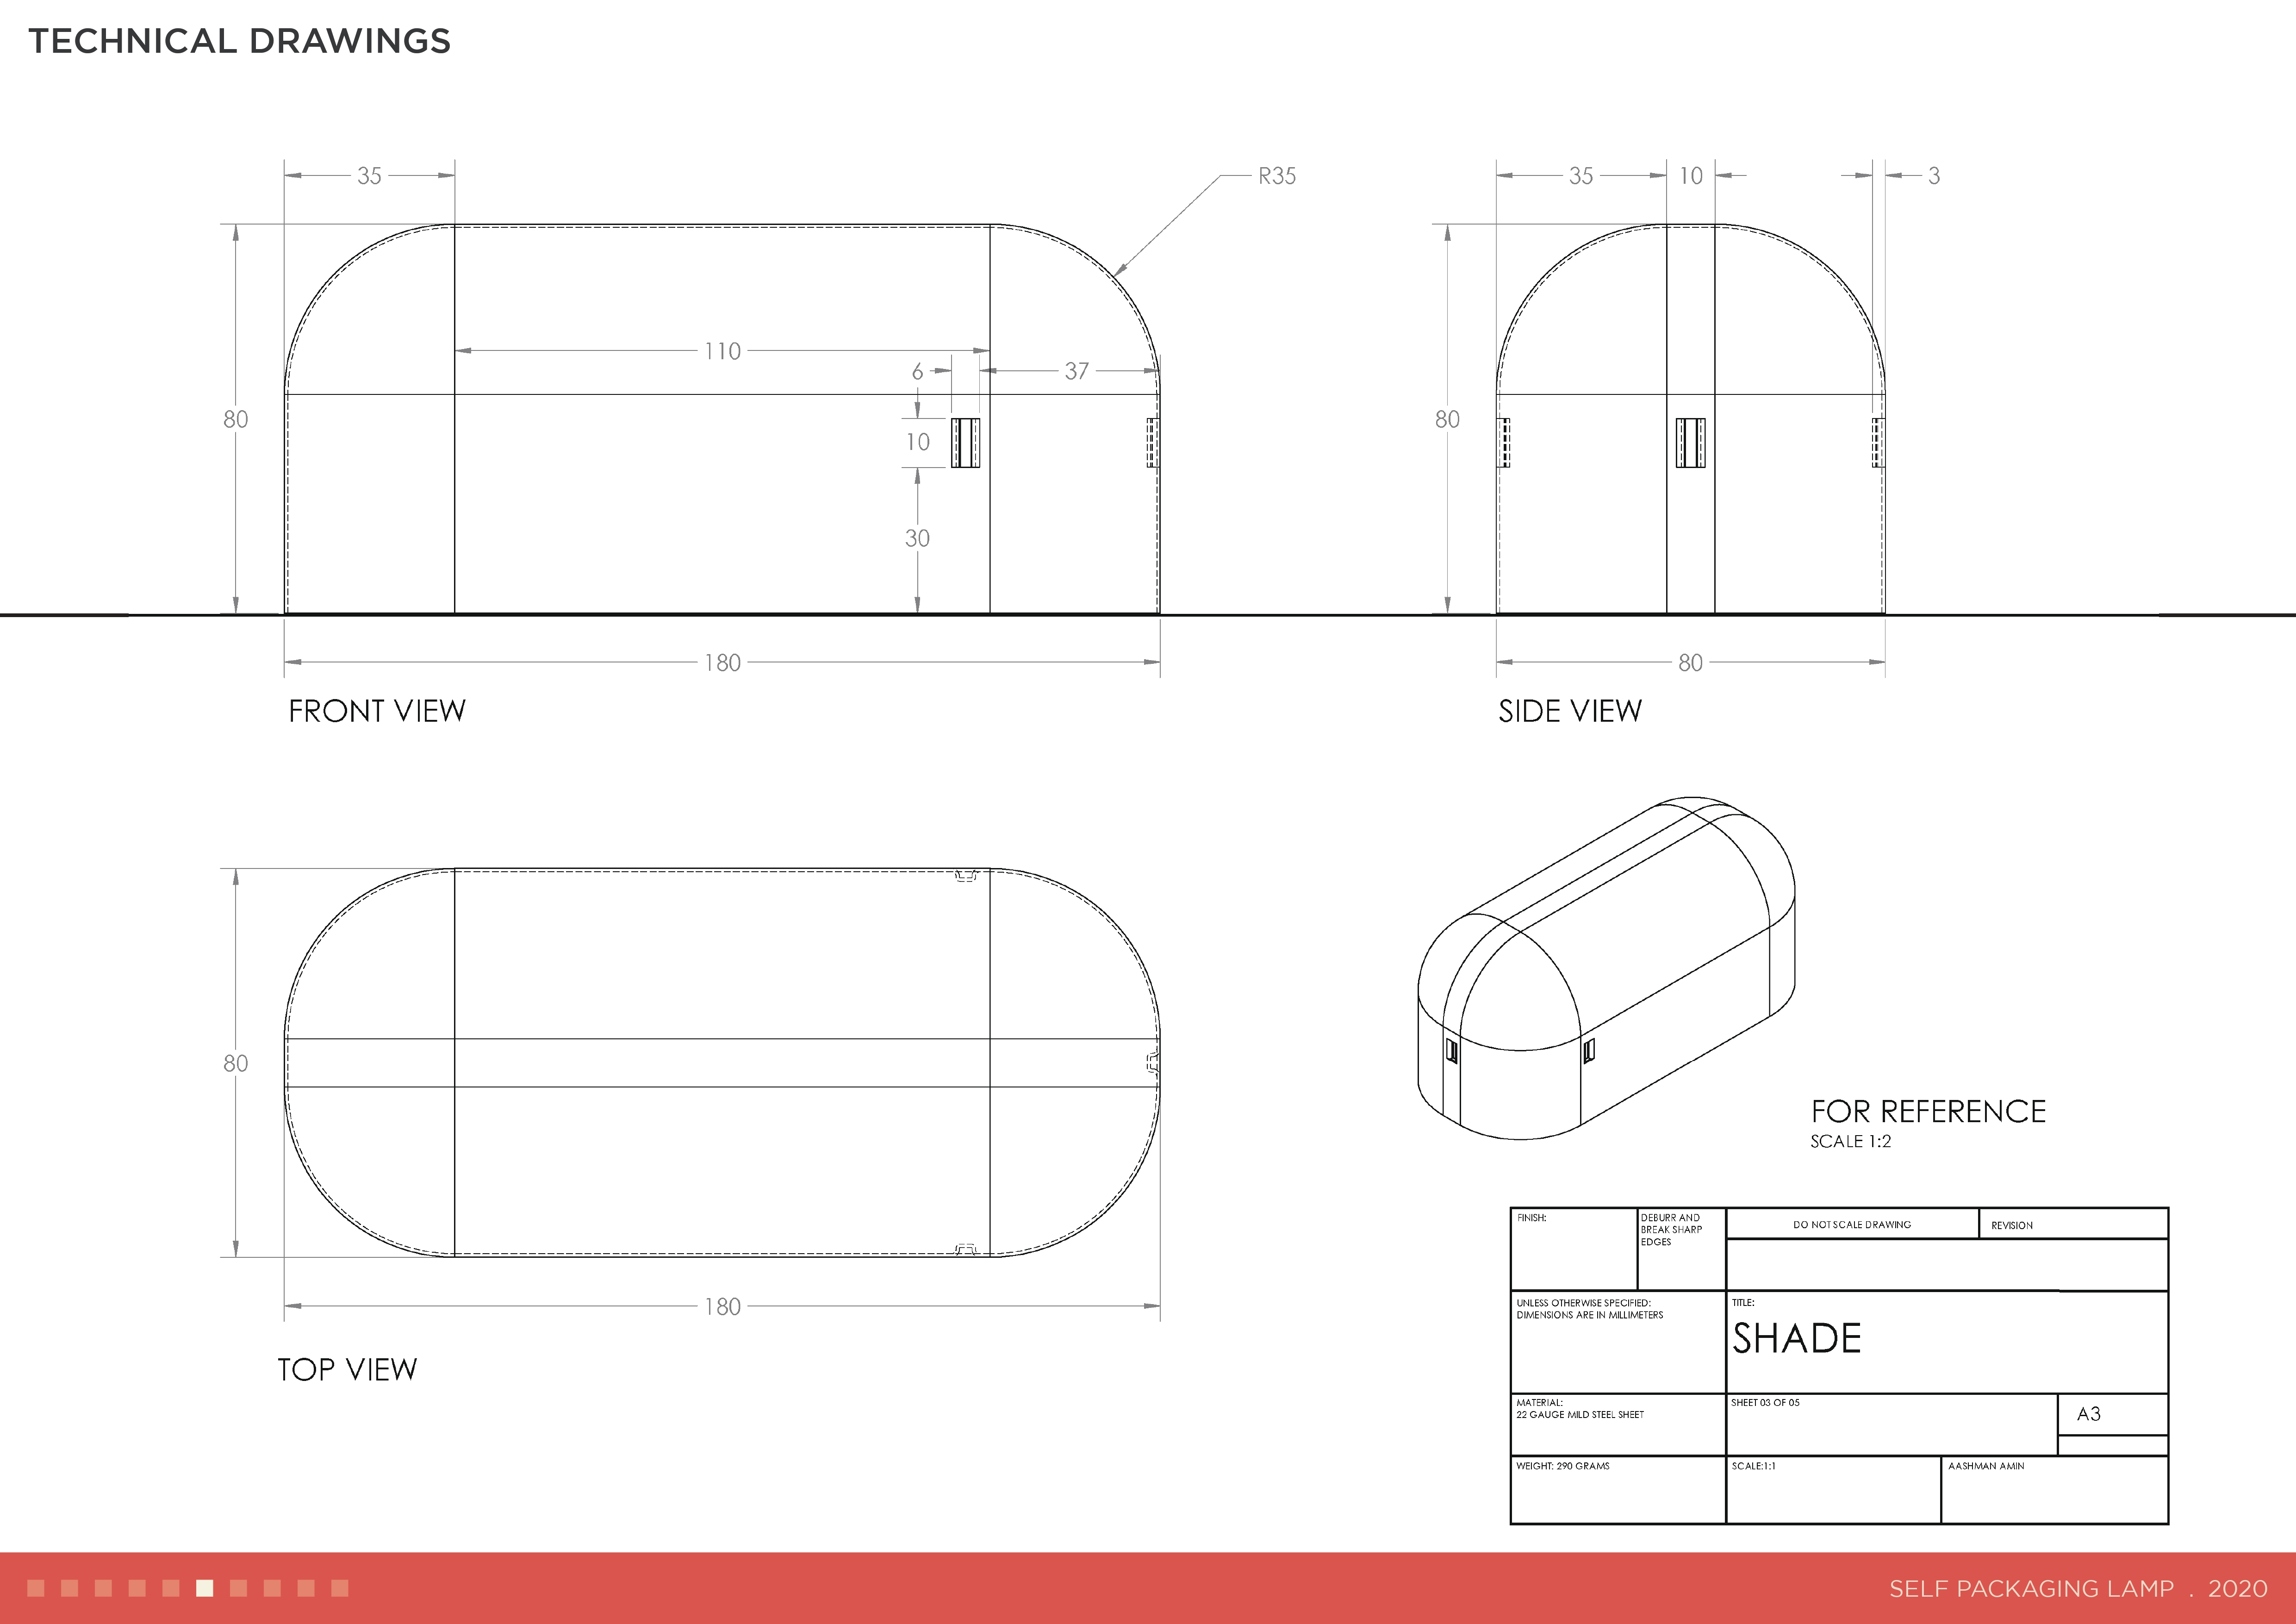 TECHNICAL DRAWINGS
35
R35
35
10
3
110
6
37
80
10
80
30
180
80
FRONT VIEW
SIDE VIEW
80
180
TOP VIEW
FOR REFERENCE
SCALE 1:2
FINISH:
DEBURR AND
BREAK SHARP
EDGES
DO NOT SCALE DRAWING
REVISION
UNLESS OTHERWISE SPECIFIED:
DIMENSIONS ARE IN MILLIMETERS
TITLE:
SHADE
MATERIAL:
22 GAUGE MILD STEEL SHEET
SHEET 03 OF 05
A3
WEIGHT: 290 GRAMS
SCALE:1:1
AASHMAN AMIN
SELF PACKAGING LAMP . 2020